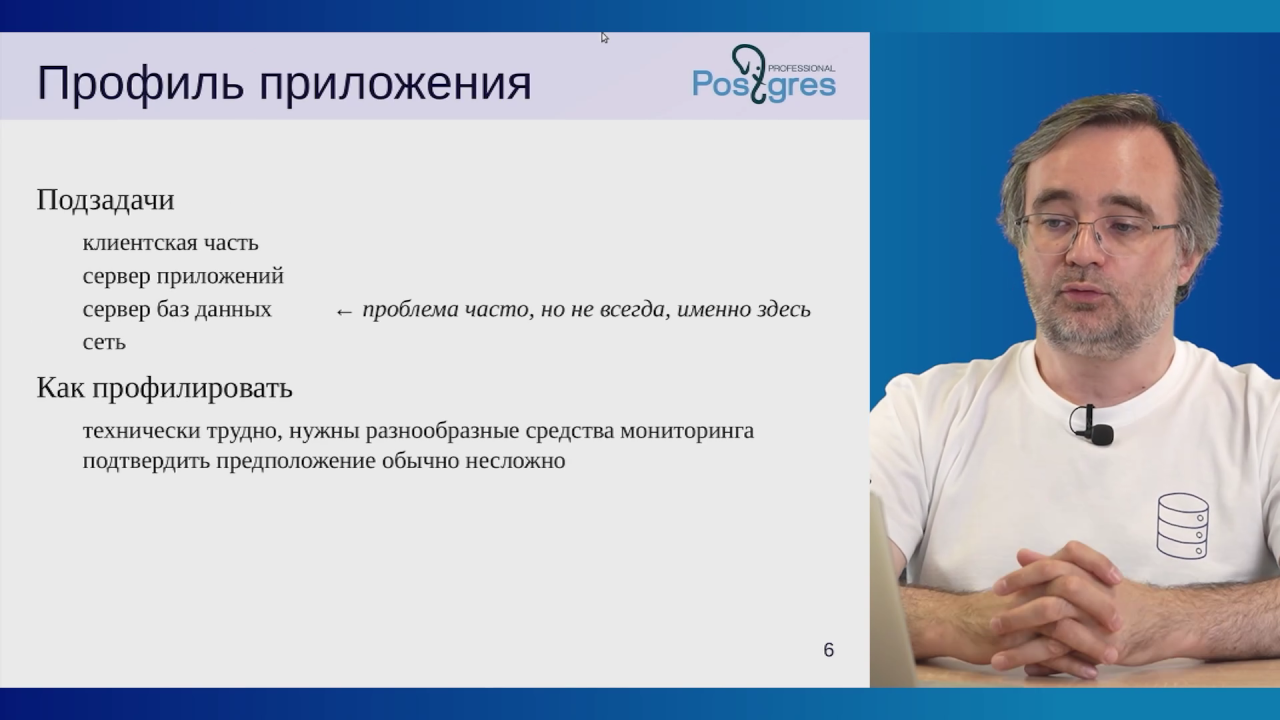 Профиль приложения
PROFESSIONAL
Postgres
Подзадачи
клиентская часть
сервер приложений
сервер баз данных ← проблема часто, но не всегда, именно здесь
сеть
Как профилировать
технически трудно, нужны разнообразные средства мониторинга
подтвердить предположение обычно несложно
6